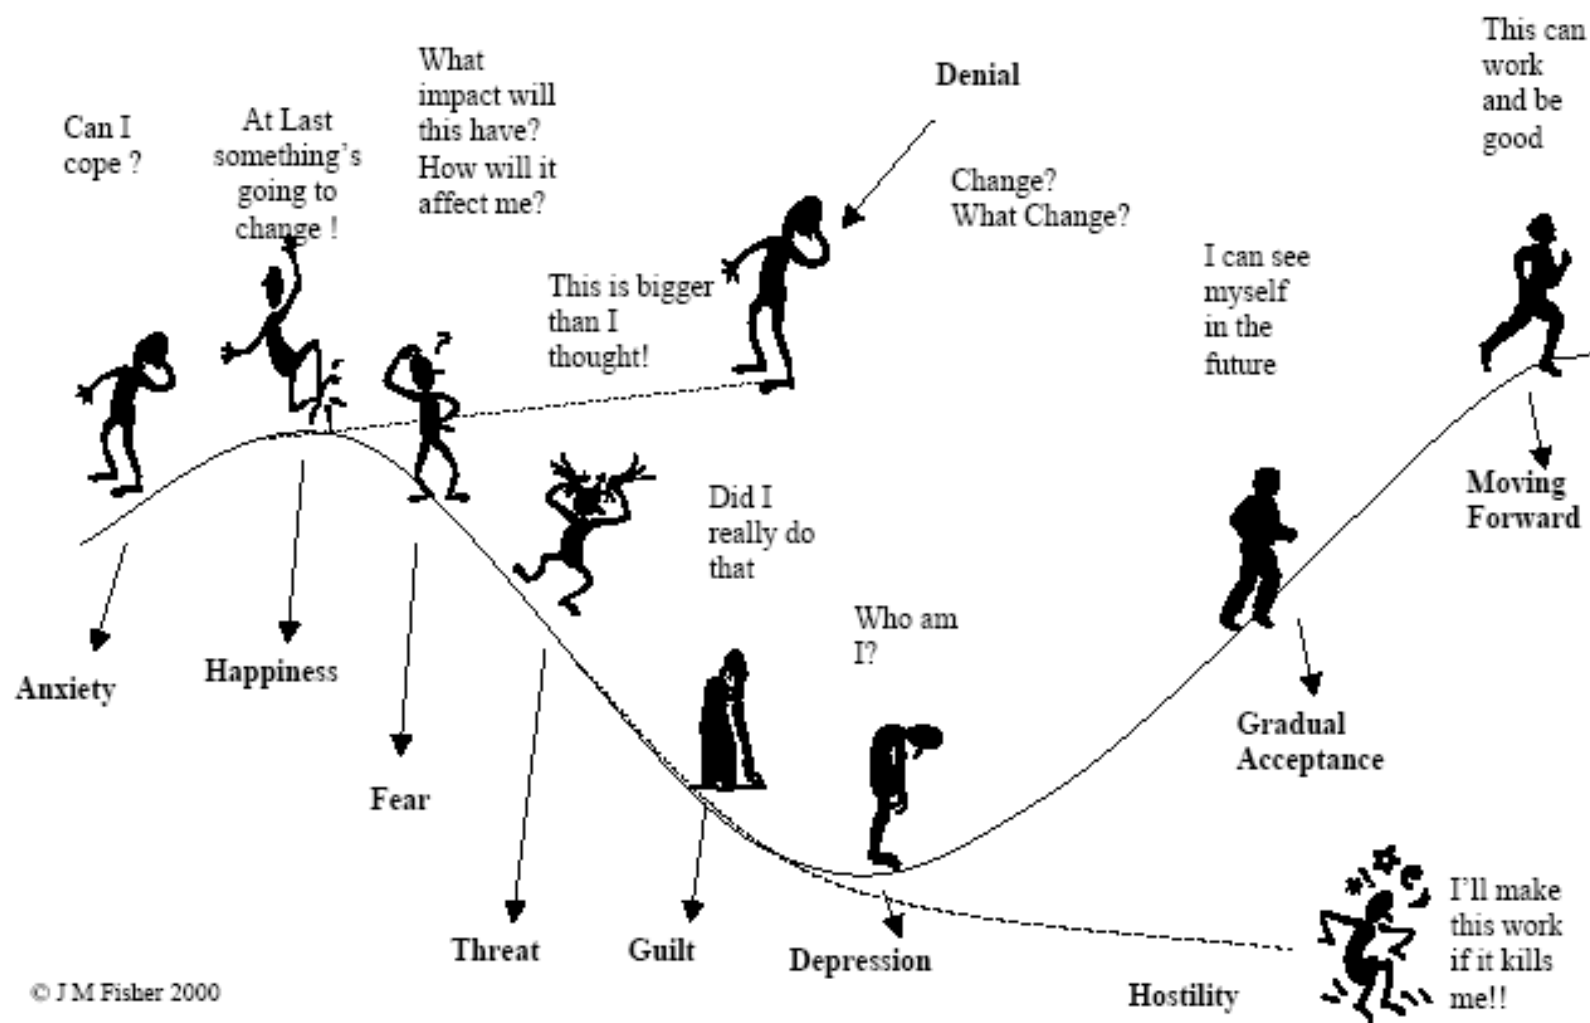 Can I
cope ?
At Last
something's
going to
change !
What
impact will
this have?
How will it
affect me?
This is bigger
than I
thought!
Denial
Change?
What Change?
I can see
myself
in the
future
This can
work
and be
good
Did I
really do
that
Who am
I?
Anxiety
Happiness
Fear
Threat
Guilt
Depression
Gradual
Acceptance
Moving
Forward
Hostility
I'll make
this work
if it kills
me!!
© J M Fisher 2000